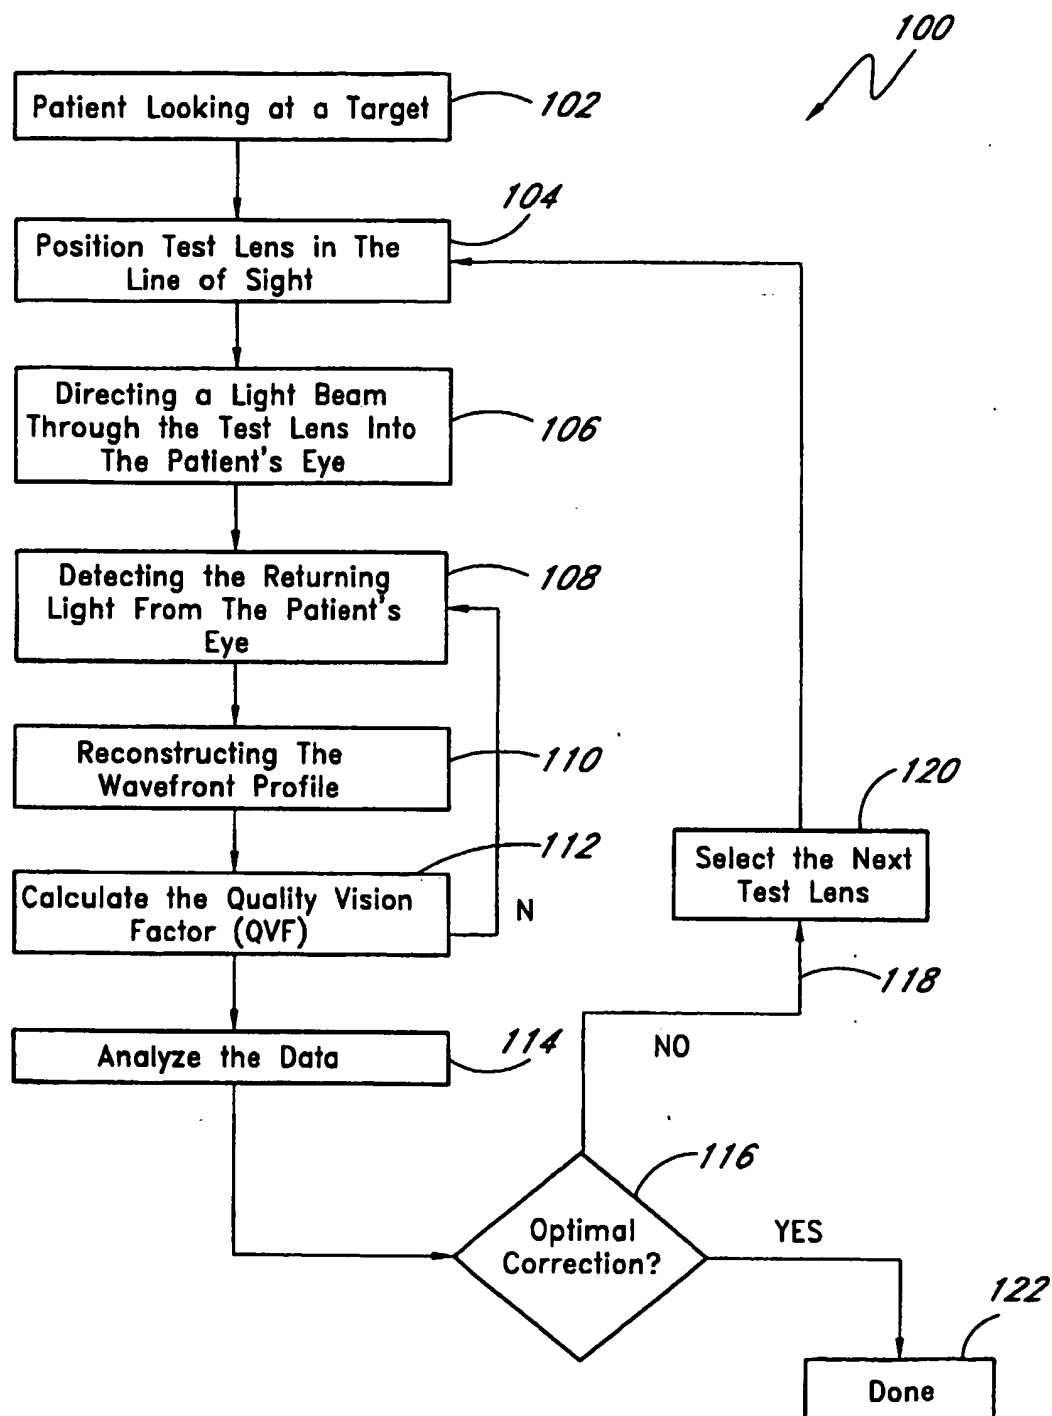 100
Patient Looking at a Target
102
104
Position Test Lens in The
Line of Sight
Directing a Light Beam
Through the Test Lens Into
The Patient's Eye
106
Detecting the Returning
Light From The Patient's
Eye
108
Reconstructing The
Wavefront Profile
110
112
Calculate the Quality Vision
Factor (QVF)
N
120
Select the Next
Test Lens
118
Analyze the Data
114
NO
116
Optimal
Correction?
YES
122
Done